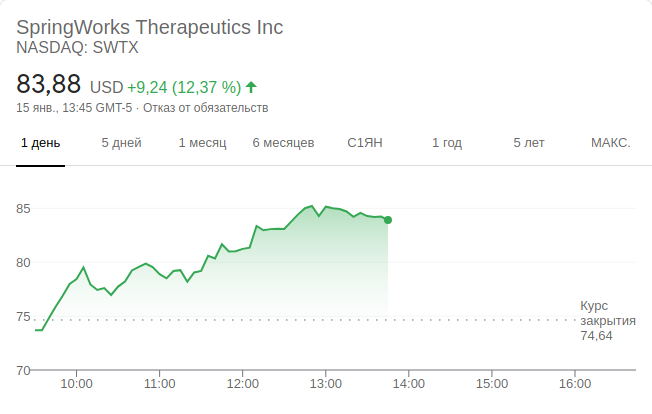 SpringWorks Therapeutics Inc
NASDAQ: SWTX
83,88 USD +9,24 (12,37 %)
15 янв., 13:45 GMT-5 · Отказ от обязательств
1 день 5 дней 1 месяц 6 месяцев С1ЯН 1 год 5 лет МАКС.
85
80
75
Курс
закрытия
74,64
70
10:00 11:00 12:00 13:00 14:00 15:00 16:00